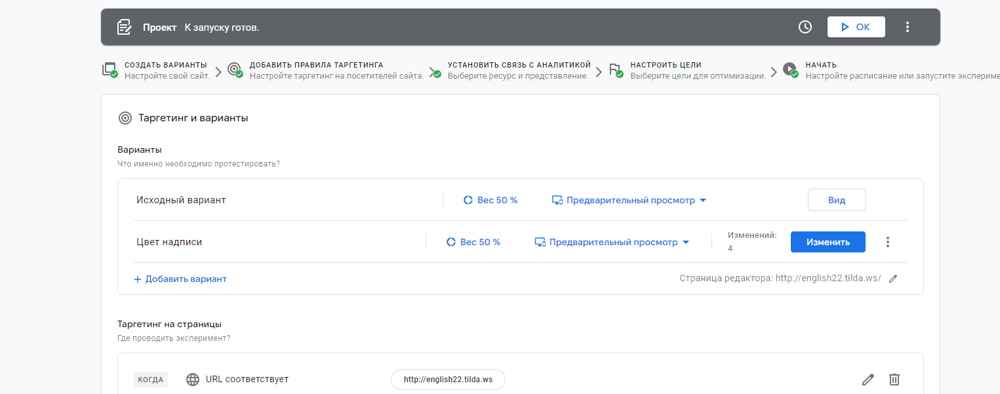 Проект К запуску готов. ОК
СОЗДАТЬ ВАРИАНТЫ ДОБАВИТЬ ПРАВИЛА ТАРГЕТИНГА УСТАНОВИТЬ СВЯЗЬ С АНАЛИТИКОЙ НАСТРОИТЬ ЦЕЛИ НАЧАТЬ
Настройте свой сайт. Настройте таргетинг на посетителей сайта. Выберите ресурс и представление. Выберите цели для оптимизации. Настройте расписание или запустите экспериме
Таргетинг и варианты
Варианты
Что именно необходимо протестировать?
Исходный вариант Вес 50 % Предварительный просмотр Вид
Цвет надписи Вес 50 % Предварительный просмотр Изменений: 4 Изменить
+ Добавить вариант Страница редактора: http://english22.tilda.ws/
Таргетинг на страницы
Где проводить эксперимент?
КОГДА URL соответствует http://english22.tilda.ws